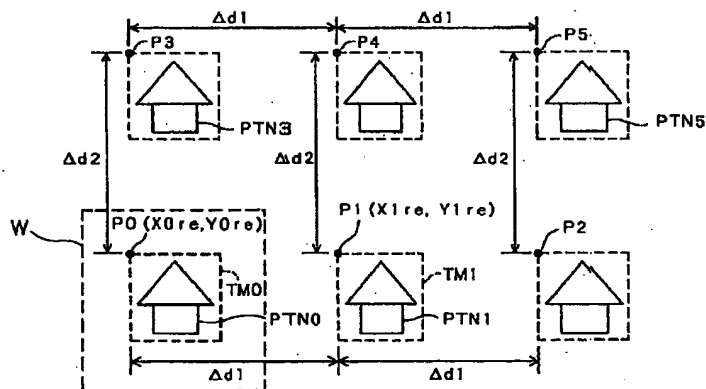 Δd1 Δd1
P3 P4 P5
PTN3 PTN5
Δd2 Δd2 Δd2
W P0 (X0re,Y0re) P1 (X1re, Y1re) P2
TM0 TM1
PTN0 PTN1
Δd1 Δd1